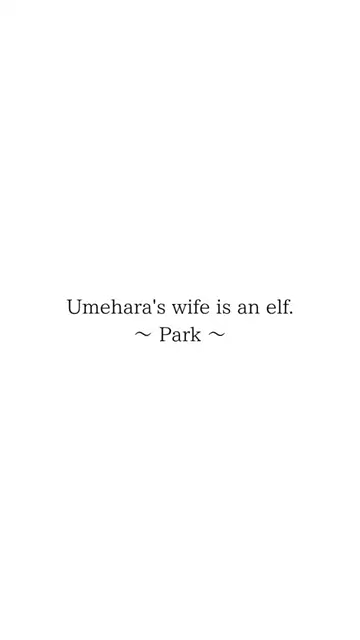 Umehara's wife is an elf.
～ Park ～